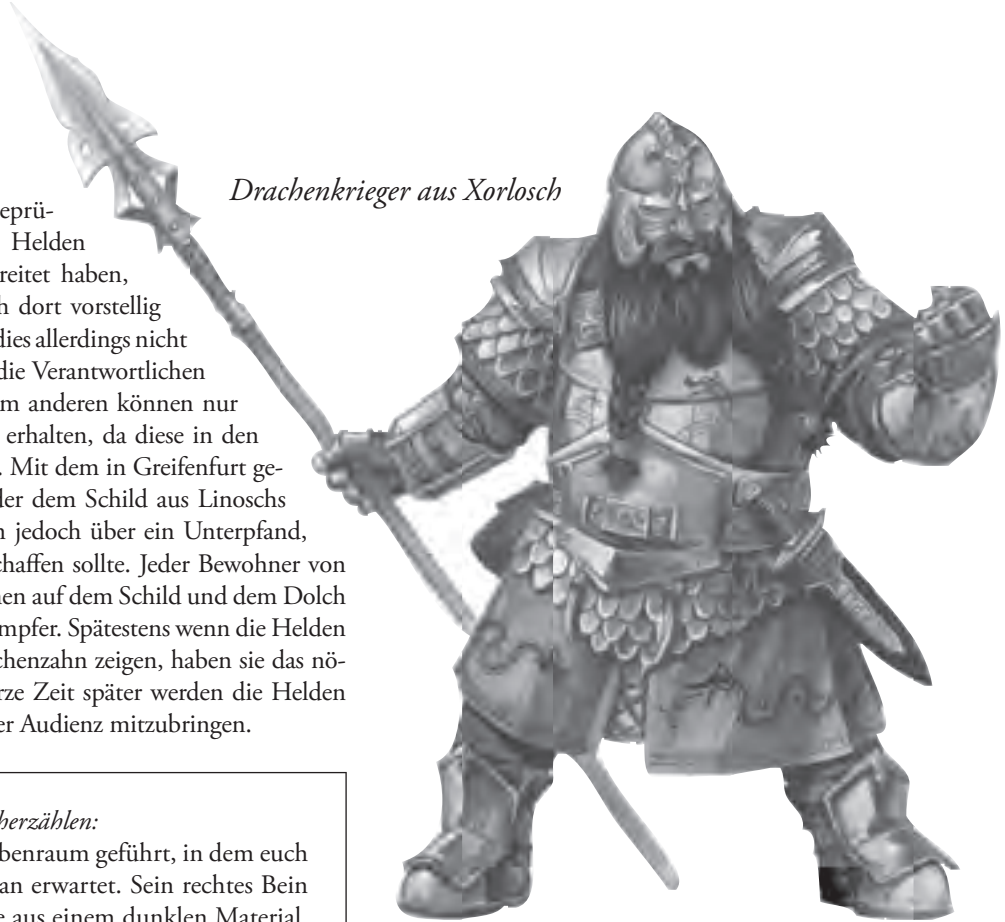 Drachenkrieger aus Xorlosch
eprü-
Helden
reitet haben,
h dort vorstellig
dies allerdings nicht
die Verantwortlichen
m anderen können nur
erhalten, da diese in den
. Mit dem in Greifenfurt ge-
der dem Schild aus Linoschs
n jedoch über ein Unterpfand,
chaffen sollte. Jeder Bewohner von
hen auf dem Schild und dem Dolch
mpfer. Spätestens wenn die Helden
chenzahn zeigen, haben sie das nö-
rze Zeit später werden die Helden
er Audienz mitzubringen.
herzählen:
benraum geführt, in dem euch
an erwartet. Sein rechtes Bein
e aus einem dunklen Material